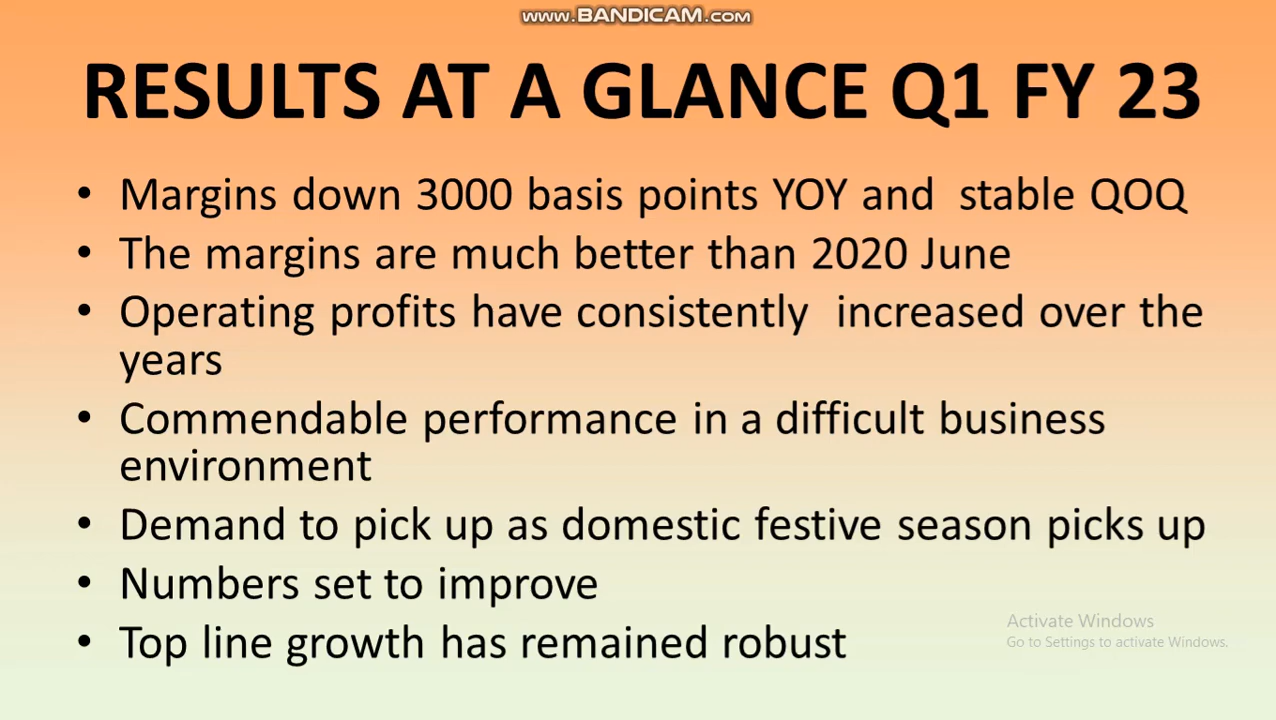 www.BANDICAM.com
RESULTS AT A GLANCE Q1 FY 23
• Margins down 3000 basis points YOY and stable QOQ
• The margins are much better than 2020 June
• Operating profits have consistently increased over the
years
• Commendable performance in a difficult business
environment
• Demand to pick up as domestic festive season picks up
• Numbers set to improve
• Top line growth has remained robust
Activate Windows
Go to Settings to activate Windows.